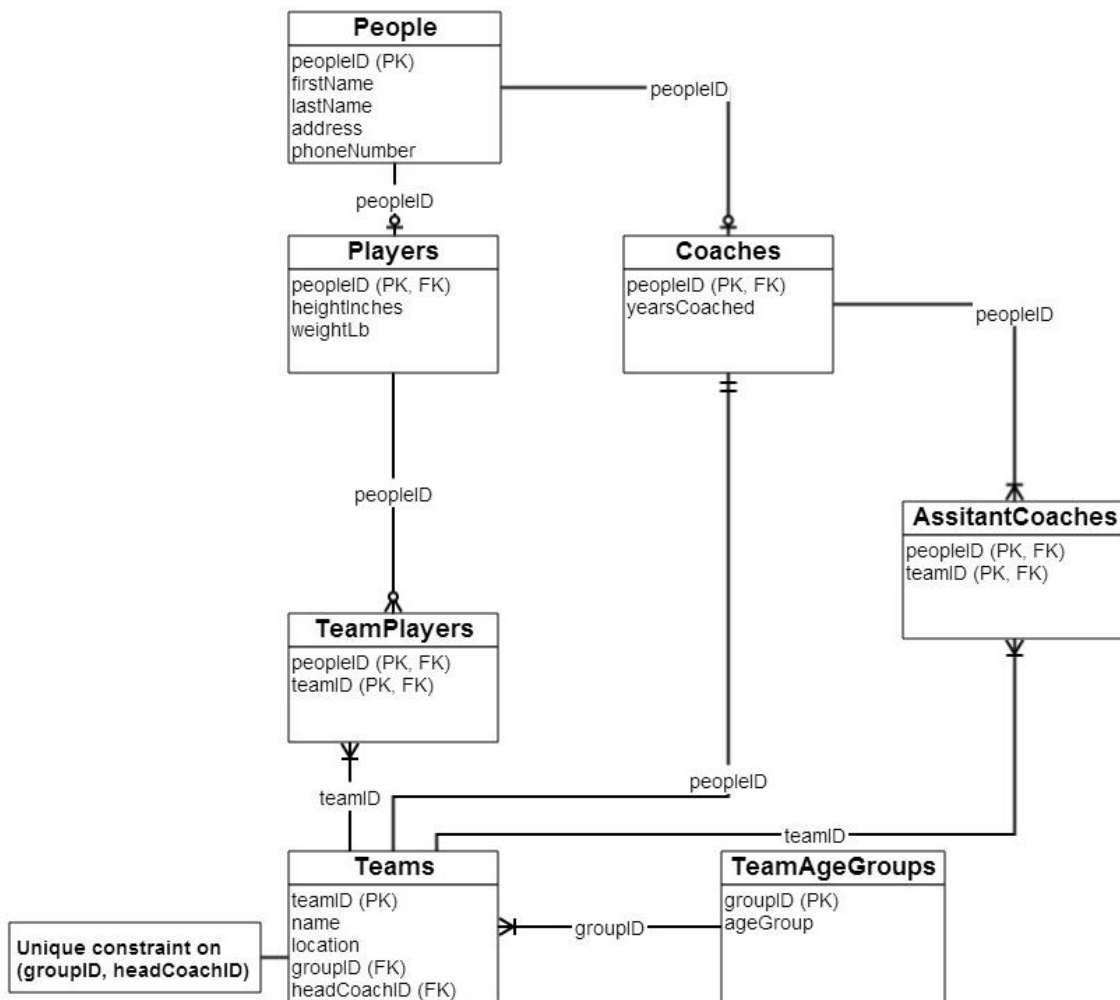 People
peopleID (PK)
firstName
lastName
address
phoneNumber
peopleID
peopleID
Players
peopleID (PK, FK)
heightInches
weightLb
Coaches
peopleID (PK, FK)
yearsCoached
peopleID
peopleID
AssitantCoaches
peopleID (PK, FK)
teamID (PK, FK)
TeamPlayers
peopleID (PK, FK)
teamID (PK, FK)
peopleID
teamID
teamID
Teams
teamID (PK)
name
location
groupID (FK)
headCoachID (FK)
groupID
TeamAgeGroups
groupID (PK)
ageGroup
Unique constraint on
(groupID, headCoachID)